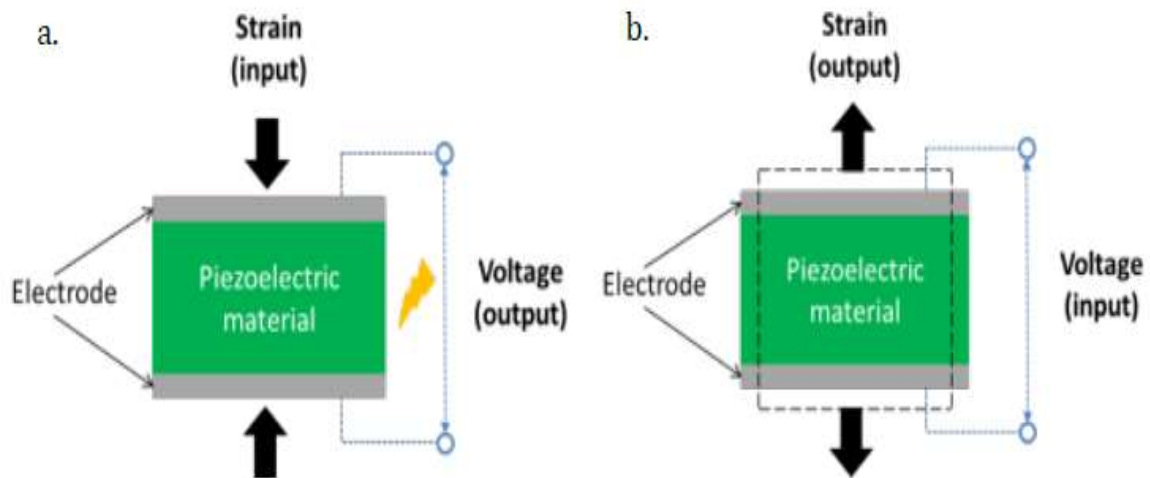 a.
Strain
(input)
Electrode
Piezoelectric
material
Voltage
(output)
b.
Strain
(output)
Electrode
Piezoelectric
material
Voltage
(input)